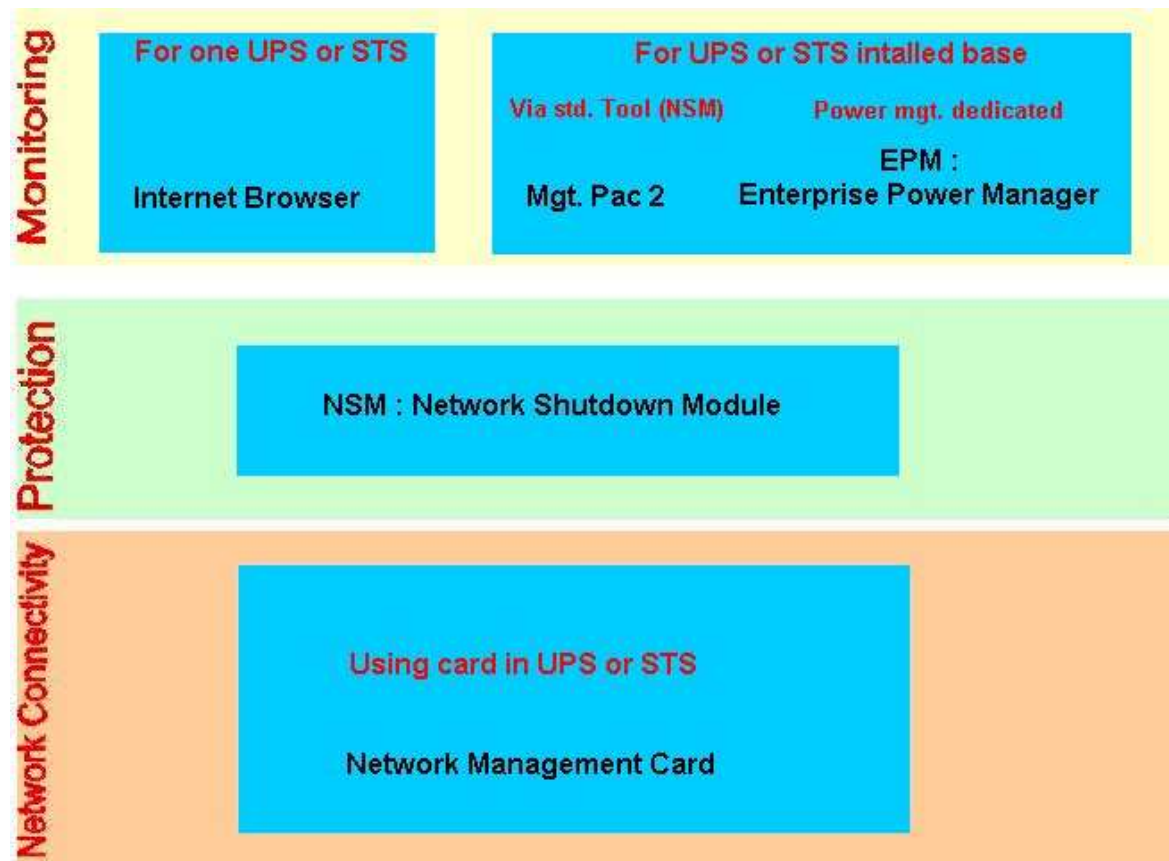 Monitoring
For one UPS or STS
Internet Browser
For UPS or STS intalled base
Via std. Tool (NSM)
Power mgt. dedicated
Mgt. Pac 2
EPM :
Enterprise Power Manager
Protection
NSM : Network Shutdown Module
Network Connectivity
Using card in UPS or STS
Network Management Card